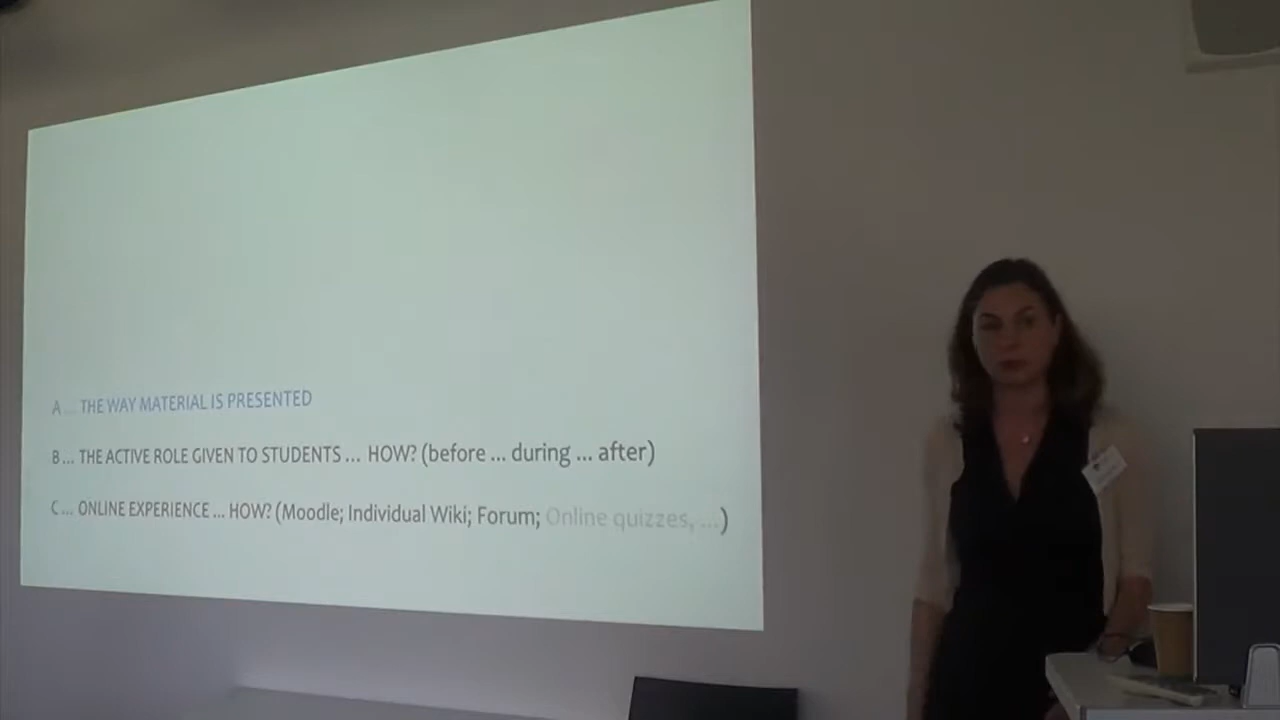 A ... THE WAY MATERIAL IS PRESENTED
B ... THE ACTIVE ROLE GIVEN TO STUDENTS ... HOW? (before ... during ... after)
C ... ONLINE EXPERIENCE ... HOW? (Moodle; Individual Wiki; Forum; Online quizzes, ...)